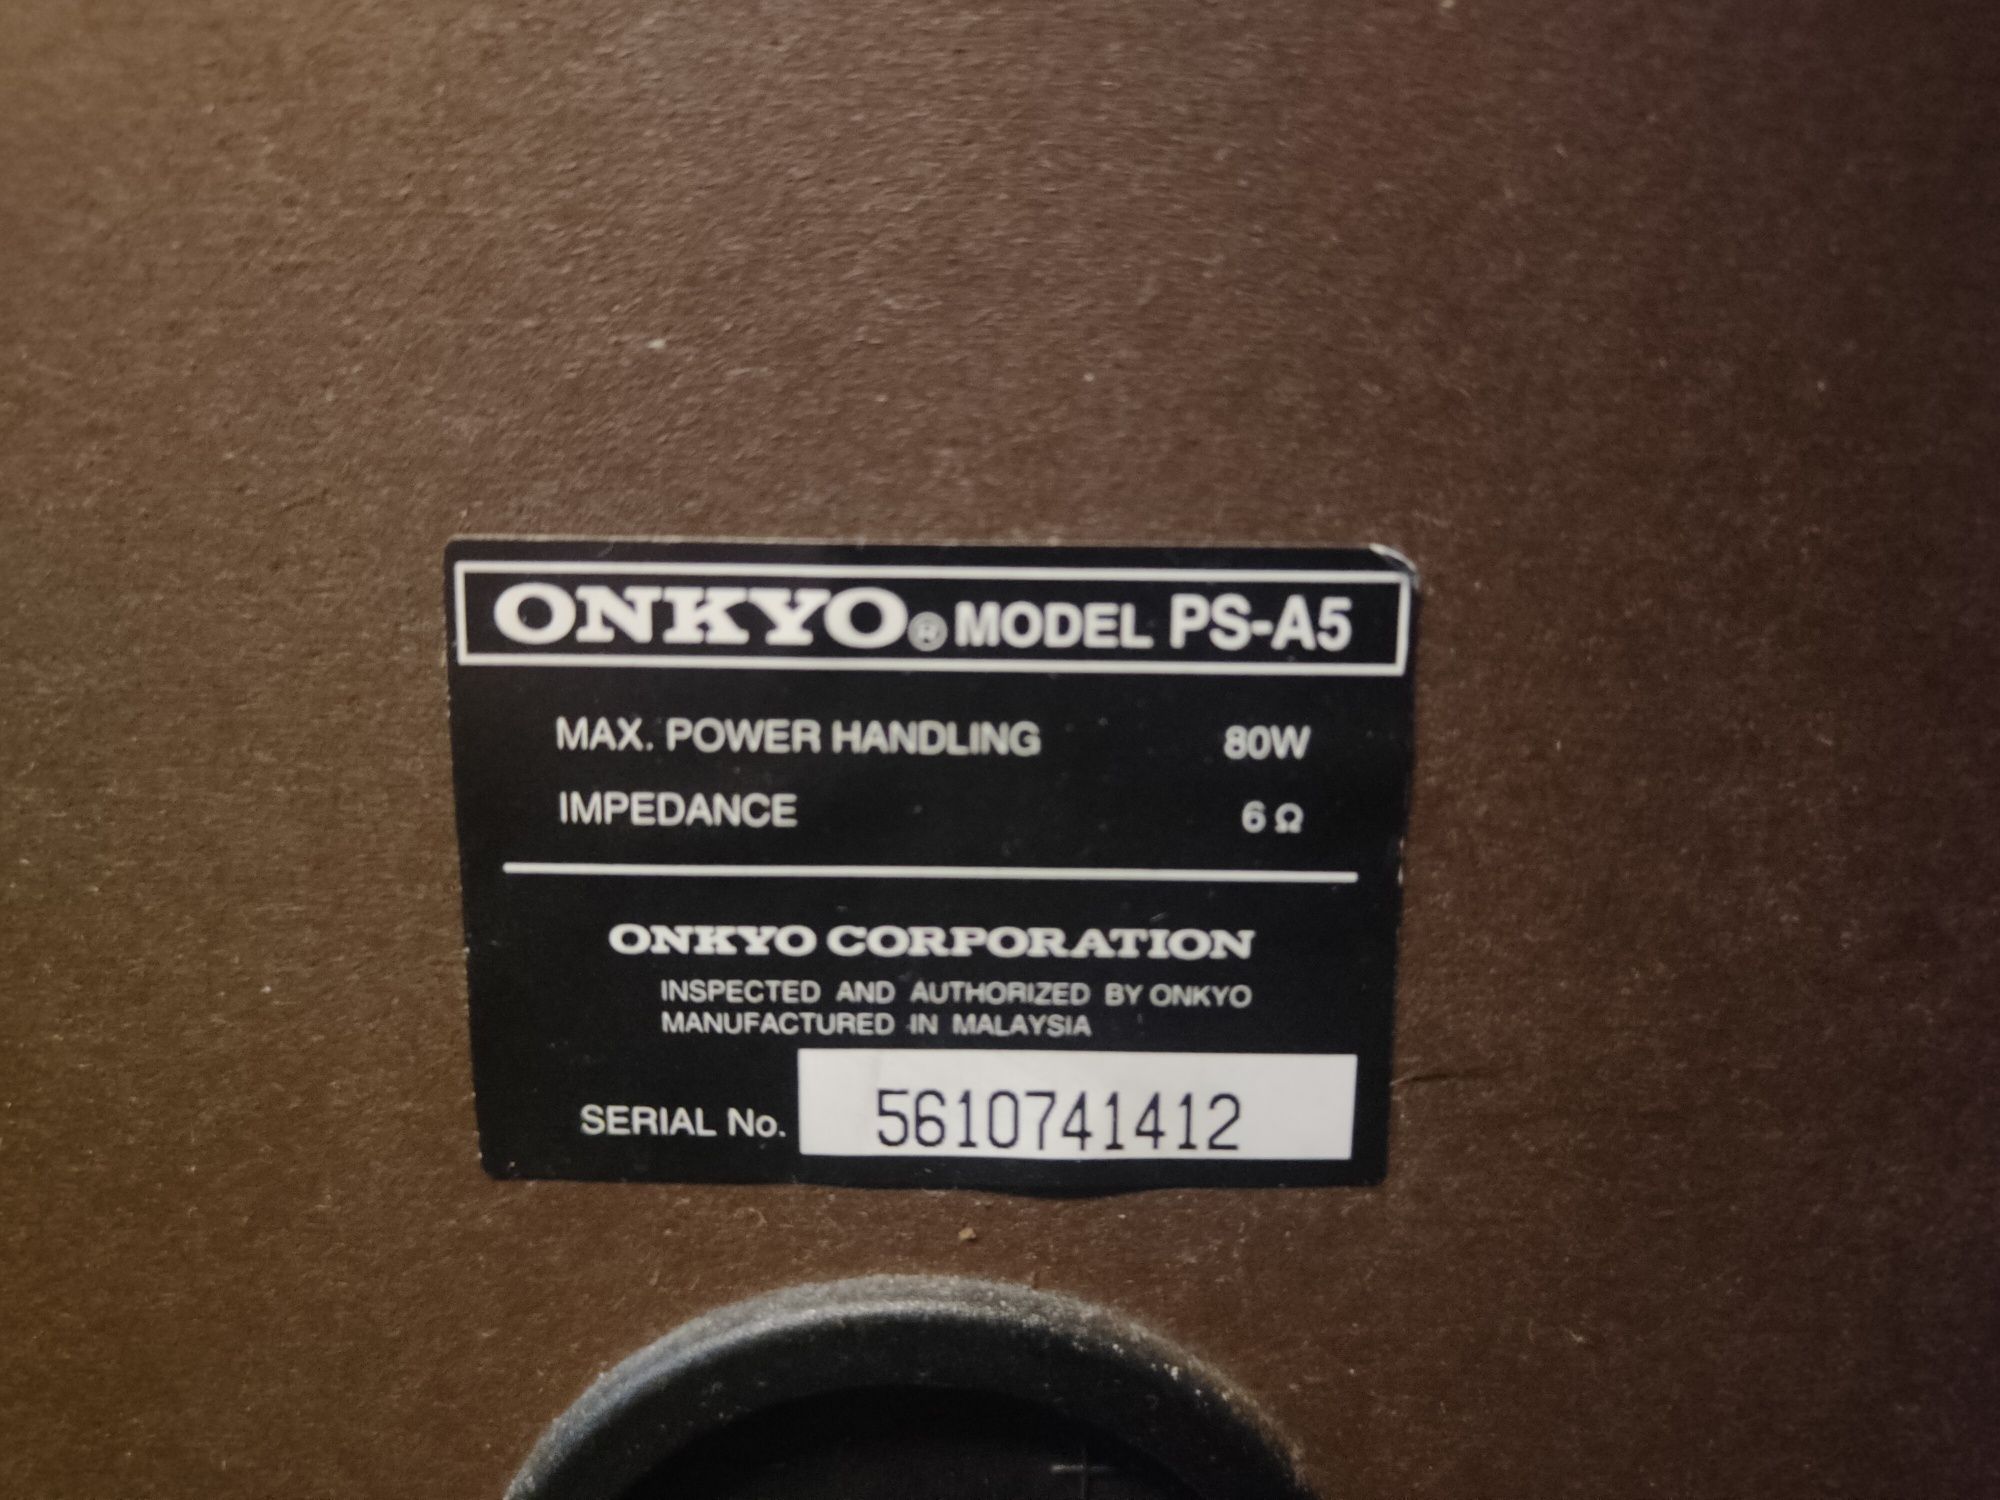 ONKYO® MODEL PS-A5
MAX. POWER HANDLING 80W
IMPEDANCE 6 Ω
ONKYO CORPORATION
INSPECTED AND AUTHORIZED BY ONKYO
MANUFACTURED IN MALAYSIA
SERIAL No. 5610741412